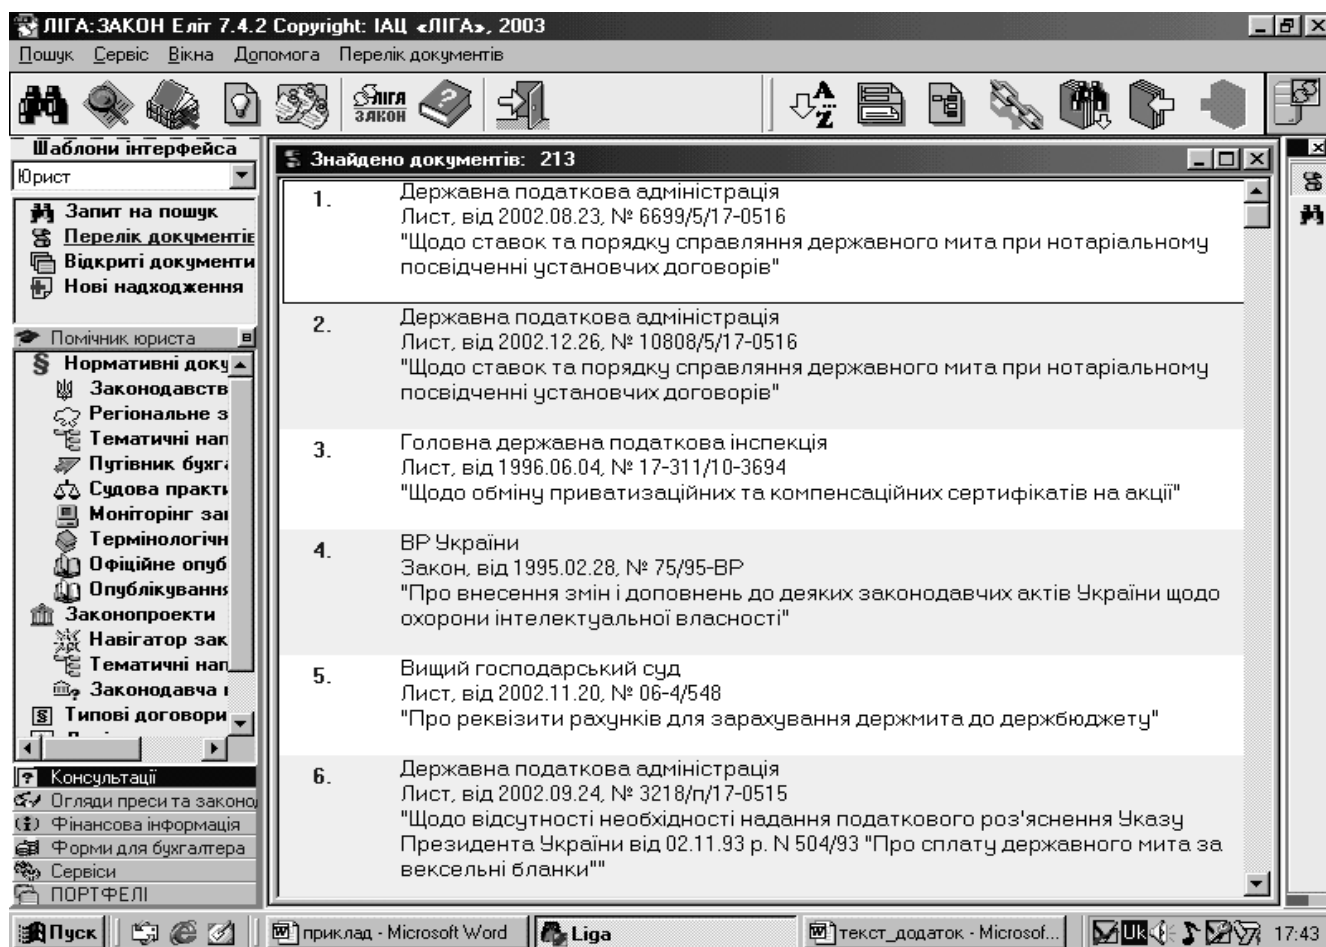 ЛІГА:ЗАКОН Еліт 7.4.2 Copyright: ІАЦ «ЛІГА», 2003
Пошук Сервіс Вікна Допомога Перелік документів
ЛІГА
ЗАКОН
Шаблони інтерфейса
Юрист
Запит на пошук
Перелік документів
Відкриті документи
Нові надходження
Помічник юриста
Нормативні доку
Законодавств
Регіональне з
Тематичні нап
Путівник бухг
Судова практи
Моніторінг за
Термінологічн
Офіційне опуб
Опублікування
Законопроекти
Навігатор зак
Тематичні нап
Законодавча
Типові договори
Консультації
Огляди преси та законо
Фінансова інформація
Форми для бухгалтера
Сервіси
ПОРТФЕЛІ
Знайдено документів: 213
1. Державна податкова адміністрація
Лист, від 2002.08.23, № 6699/5/17-0516
"Щодо ставок та порядку справляння державного мита при нотаріальному
посвідченні установчих договорів"
2. Державна податкова адміністрація
Лист, від 2002.12.26, № 10808/5/17-0516
"Щодо ставок та порядку справляння державного мита при нотаріальному
посвідченні установчих договорів"
3. Головна державна податкова інспекція
Лист, від 1996.06.04, № 17-311/10-3694
"Щодо обміну приватизаційних та компенсаційних сертифікатів на акції"
4. ВР України
Закон, від 1995.02.28, № 75/95-ВР
"Про внесення змін і доповнень до деяких законодавчих актів України щодо
охорони інтелектуальної власності"
5. Вищий господарський суд
Лист, від 2002.11.20, № 06-4/548
"Про реквізити рахунків для зарахування держмита до держбюджету"
6. Державна податкова адміністрація
Лист, від 2002.09.24, № 3218/п/17-0515
"Щодо відсутності необхідності надання податкового роз'яснення Указу
Президента України від 02.11.93 р. N 504/93 "Про сплату державного мита за
вексельні бланки""
Пуск приклад - Microsoft Word Liga текст_додаток - Microsof... Uk 17:43